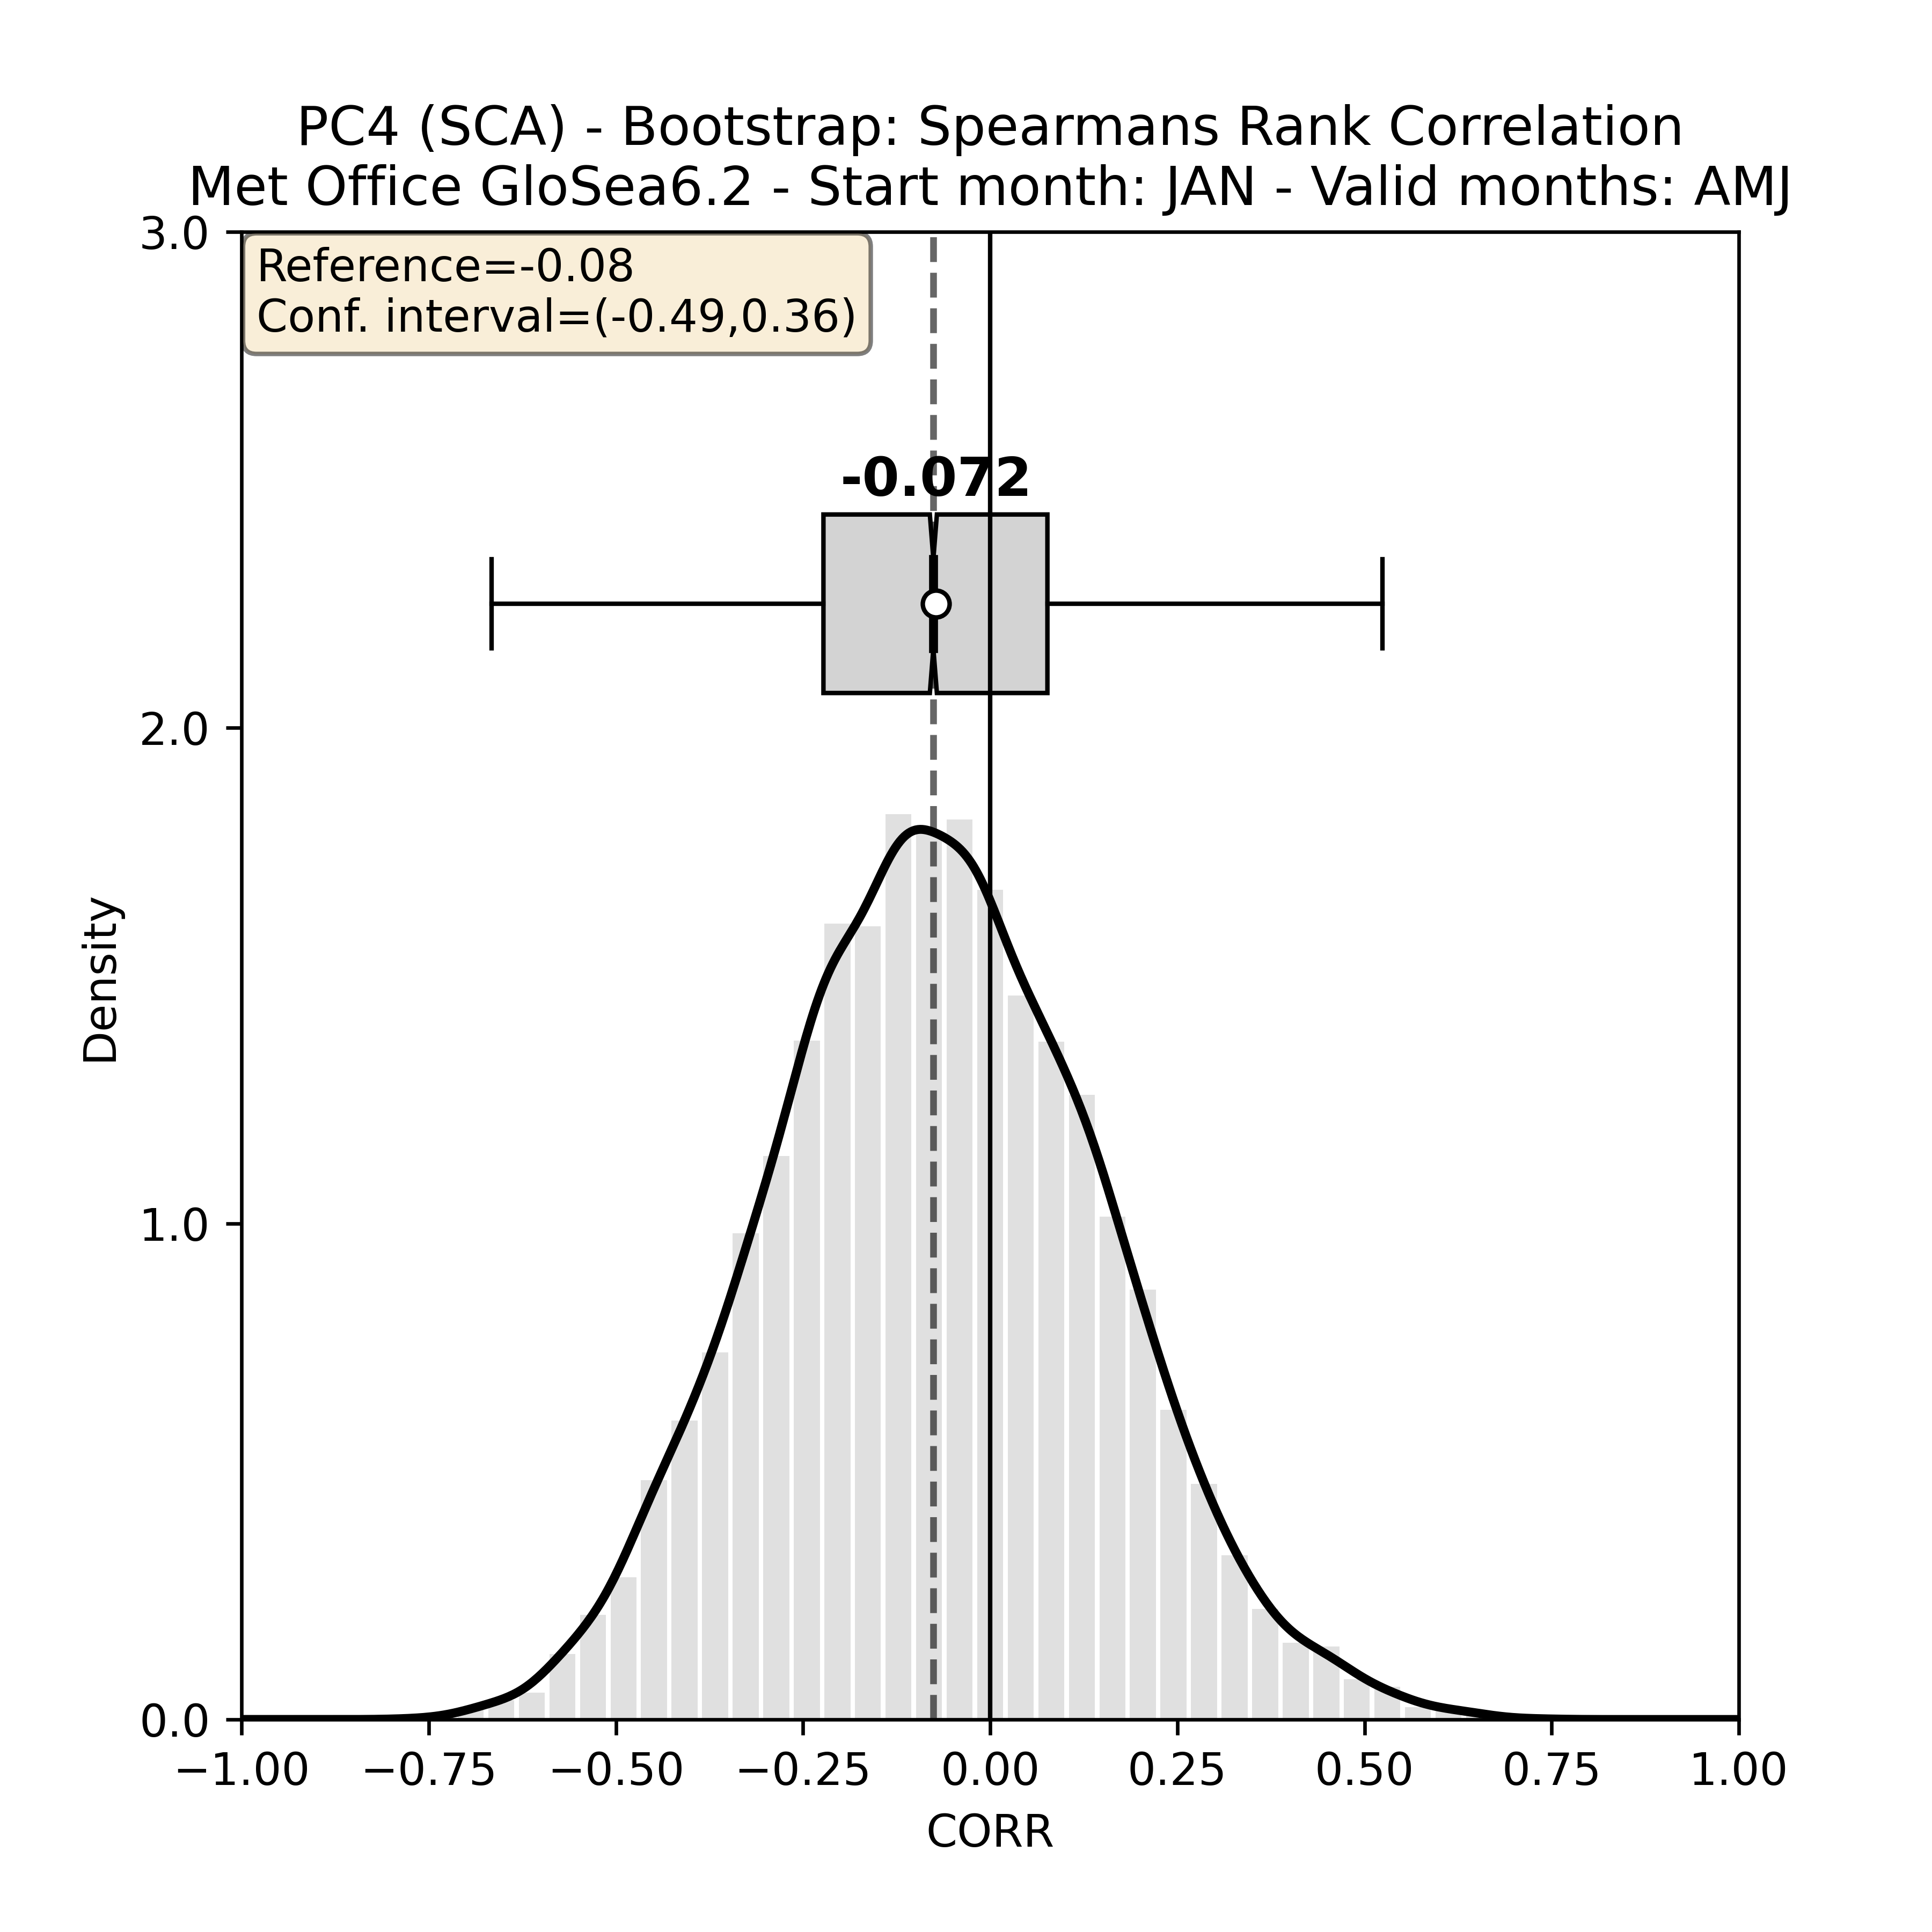 PC4 (SCA) - Bootstrap: Spearmans Rank Correlation
Met Office GloSea6.2 - Start month: JAN - Valid months: AMJ
Reference=-0.08
Conf. interval=(-0.49,0.36)
-0.072
3.0
2.0
1.0
0.0
Density
−1.00 −0.75 −0.50 −0.25 0.00 0.25 0.50 0.75 1.00
CORR